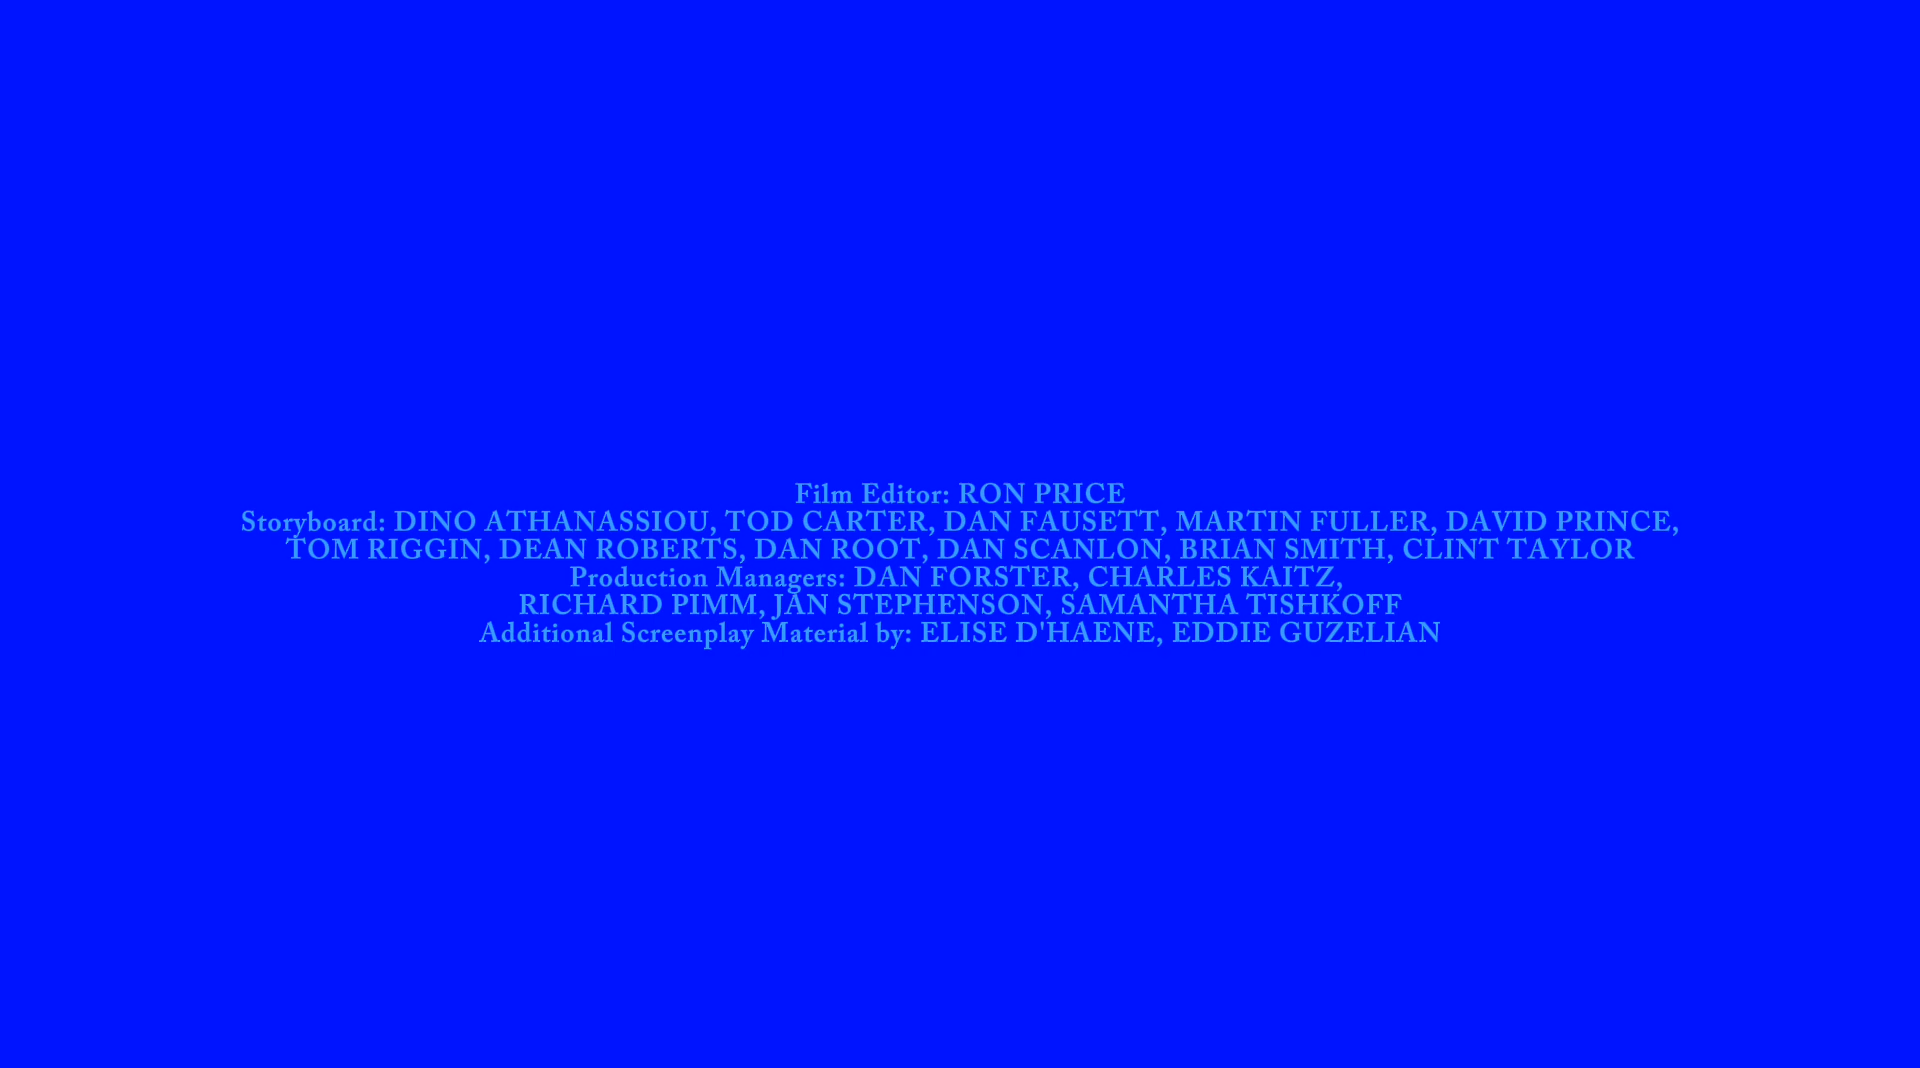 Film Editor: RON PRICE
Storyboard: DINO ATHANASSIOU, TOD CARTER, DAN FAUSETT, MARTIN FULLER, DAVID PRINCE,
TOM RIGGIN, DEAN ROBERTS, DAN ROOT, DAN SCANLON, BRIAN SMITH, CLINT TAYLOR
Production Managers: DAN FORSTER, CHARLES KAITZ,
RICHARD PIMM, JAN STEPHENSON, SAMANTHA TISHKOFF
Additional Screenplay Material by: ELISE D'HAENE, EDDIE GUZELIAN